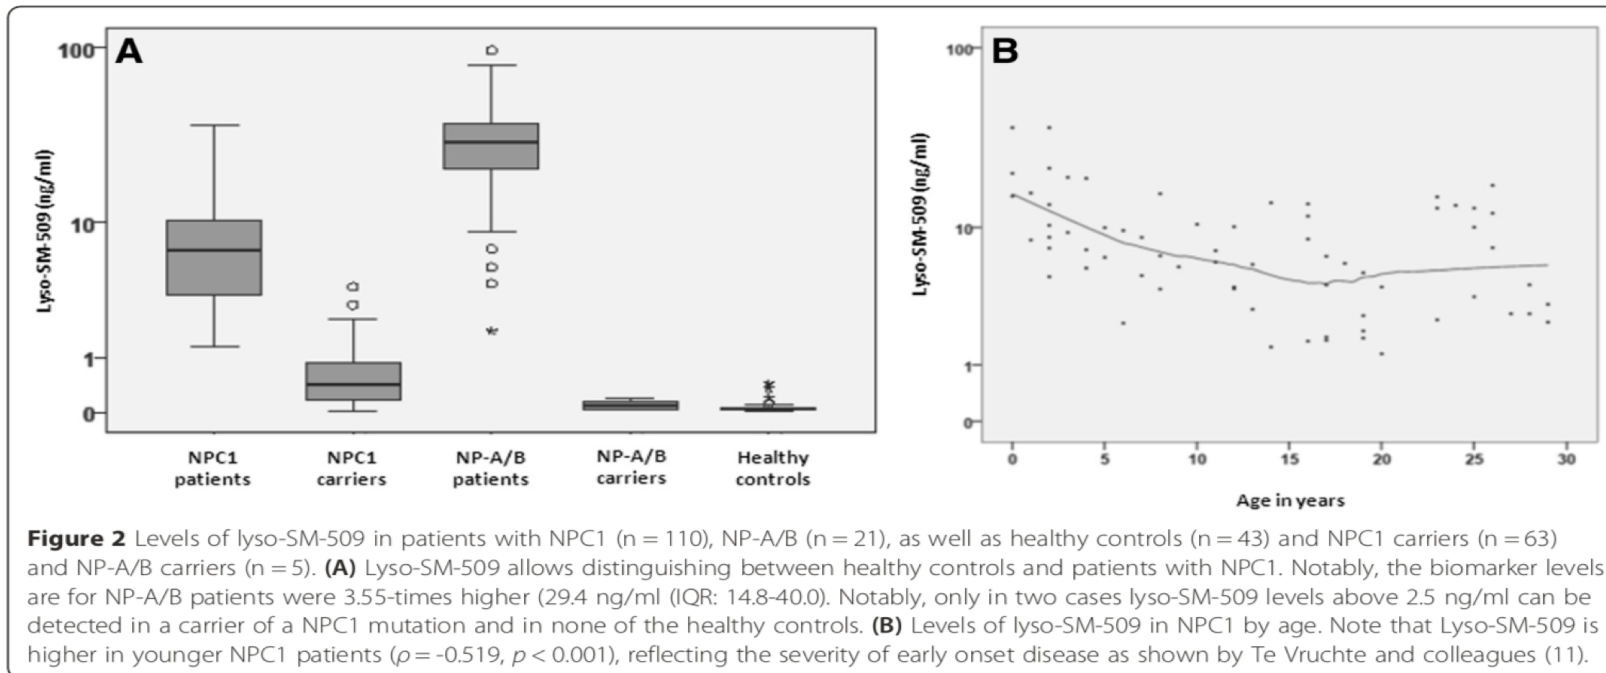 A
100
10
1
0
Lyso-SM-509 (ng/ml)
NPC1 patients
NPC1 carriers
NP-A/B patients
NP-A/B carriers
Healthy controls
B
100
10
1
0
Lyso-SM-509 (ng/ml)
0 5 10 15 20 25 30
Age in years
Figure 2 Levels of lyso-SM-509 in patients with NPC1 (n = 110), NP-A/B (n = 21), as well as healthy controls (n = 43) and NPC1 carriers (n = 63)
and NP-A/B carriers (n = 5). (A) Lyso-SM-509 allows distinguishing between healthy controls and patients with NPC1. Notably, the biomarker levels
are for NP-A/B patients were 3.55-times higher (29.4 ng/ml (IQR: 14.8-40.0). Notably, only in two cases lyso-SM-509 levels above 2.5 ng/ml can be
detected in a carrier of a NPC1 mutation and in none of the healthy controls. (B) Levels of lyso-SM-509 in NPC1 by age. Note that Lyso-SM-509 is
higher in younger NPC1 patients (ρ = -0.519, p < 0.001), reflecting the severity of early onset disease as shown by Te Vruchte and colleagues (11).